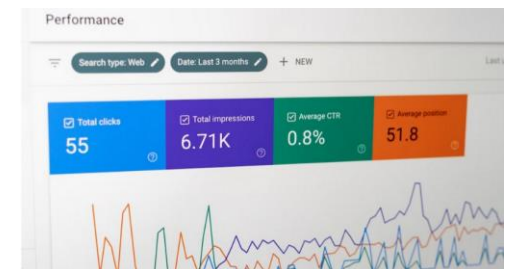 Performance
Search type: Web Date: Last 3 months + NEW
Last
Total clicks Total impressions Average CTR Average position
55 6.71K 0.8% 51.8